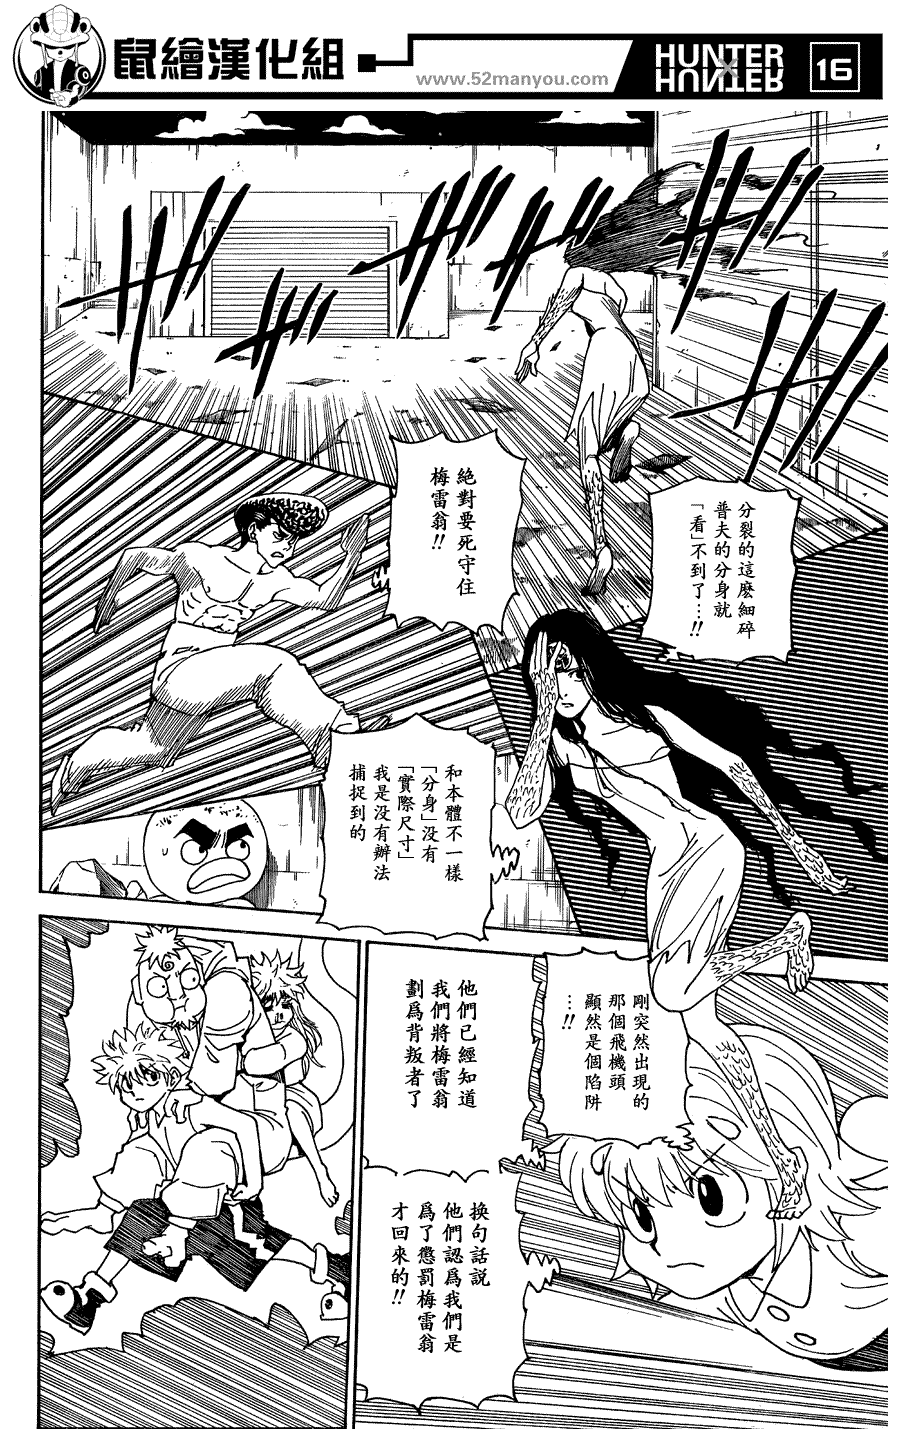 鼠繪漢化組
www.52manyou.com
HUNTER
X
HUNTER
16
分裂的這麼細碎
普夫的分身就
「看」不到了…!!
絕對要死守住
梅雷翁!!
和本體不一樣
「分身」没有
「實際尺寸」
我是没有辦法
捕捉到的
剛突然出現的
那個飛機頭
顯然是個陷阱
…!!
他們已經知道
我們將梅雷翁
劃爲背叛者了
換句話說
他們認爲我們是
爲了懲罰梅雷翁
才回來的!!